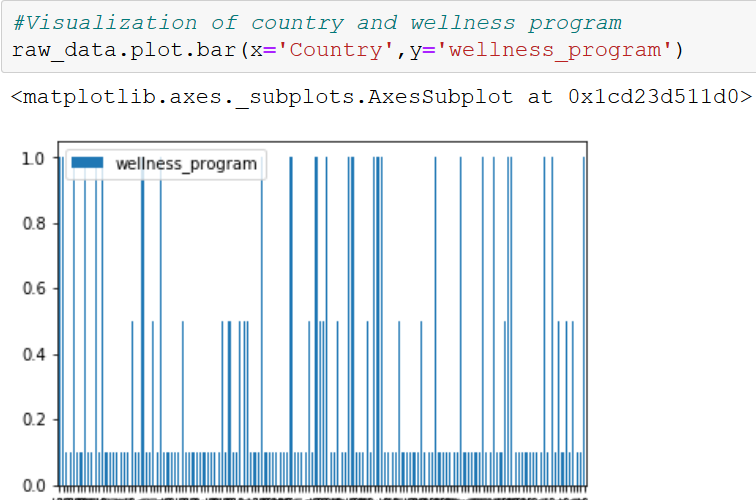 #Visualization of country and wellness program
raw_data.plot.bar(x='Country',y='wellness_program')
<matplotlib.axes._subplots.AxesSubplot at 0x1cd23d511d0>
1.0
wellness_program
0.8
0.6
0.4
0.2
0.0